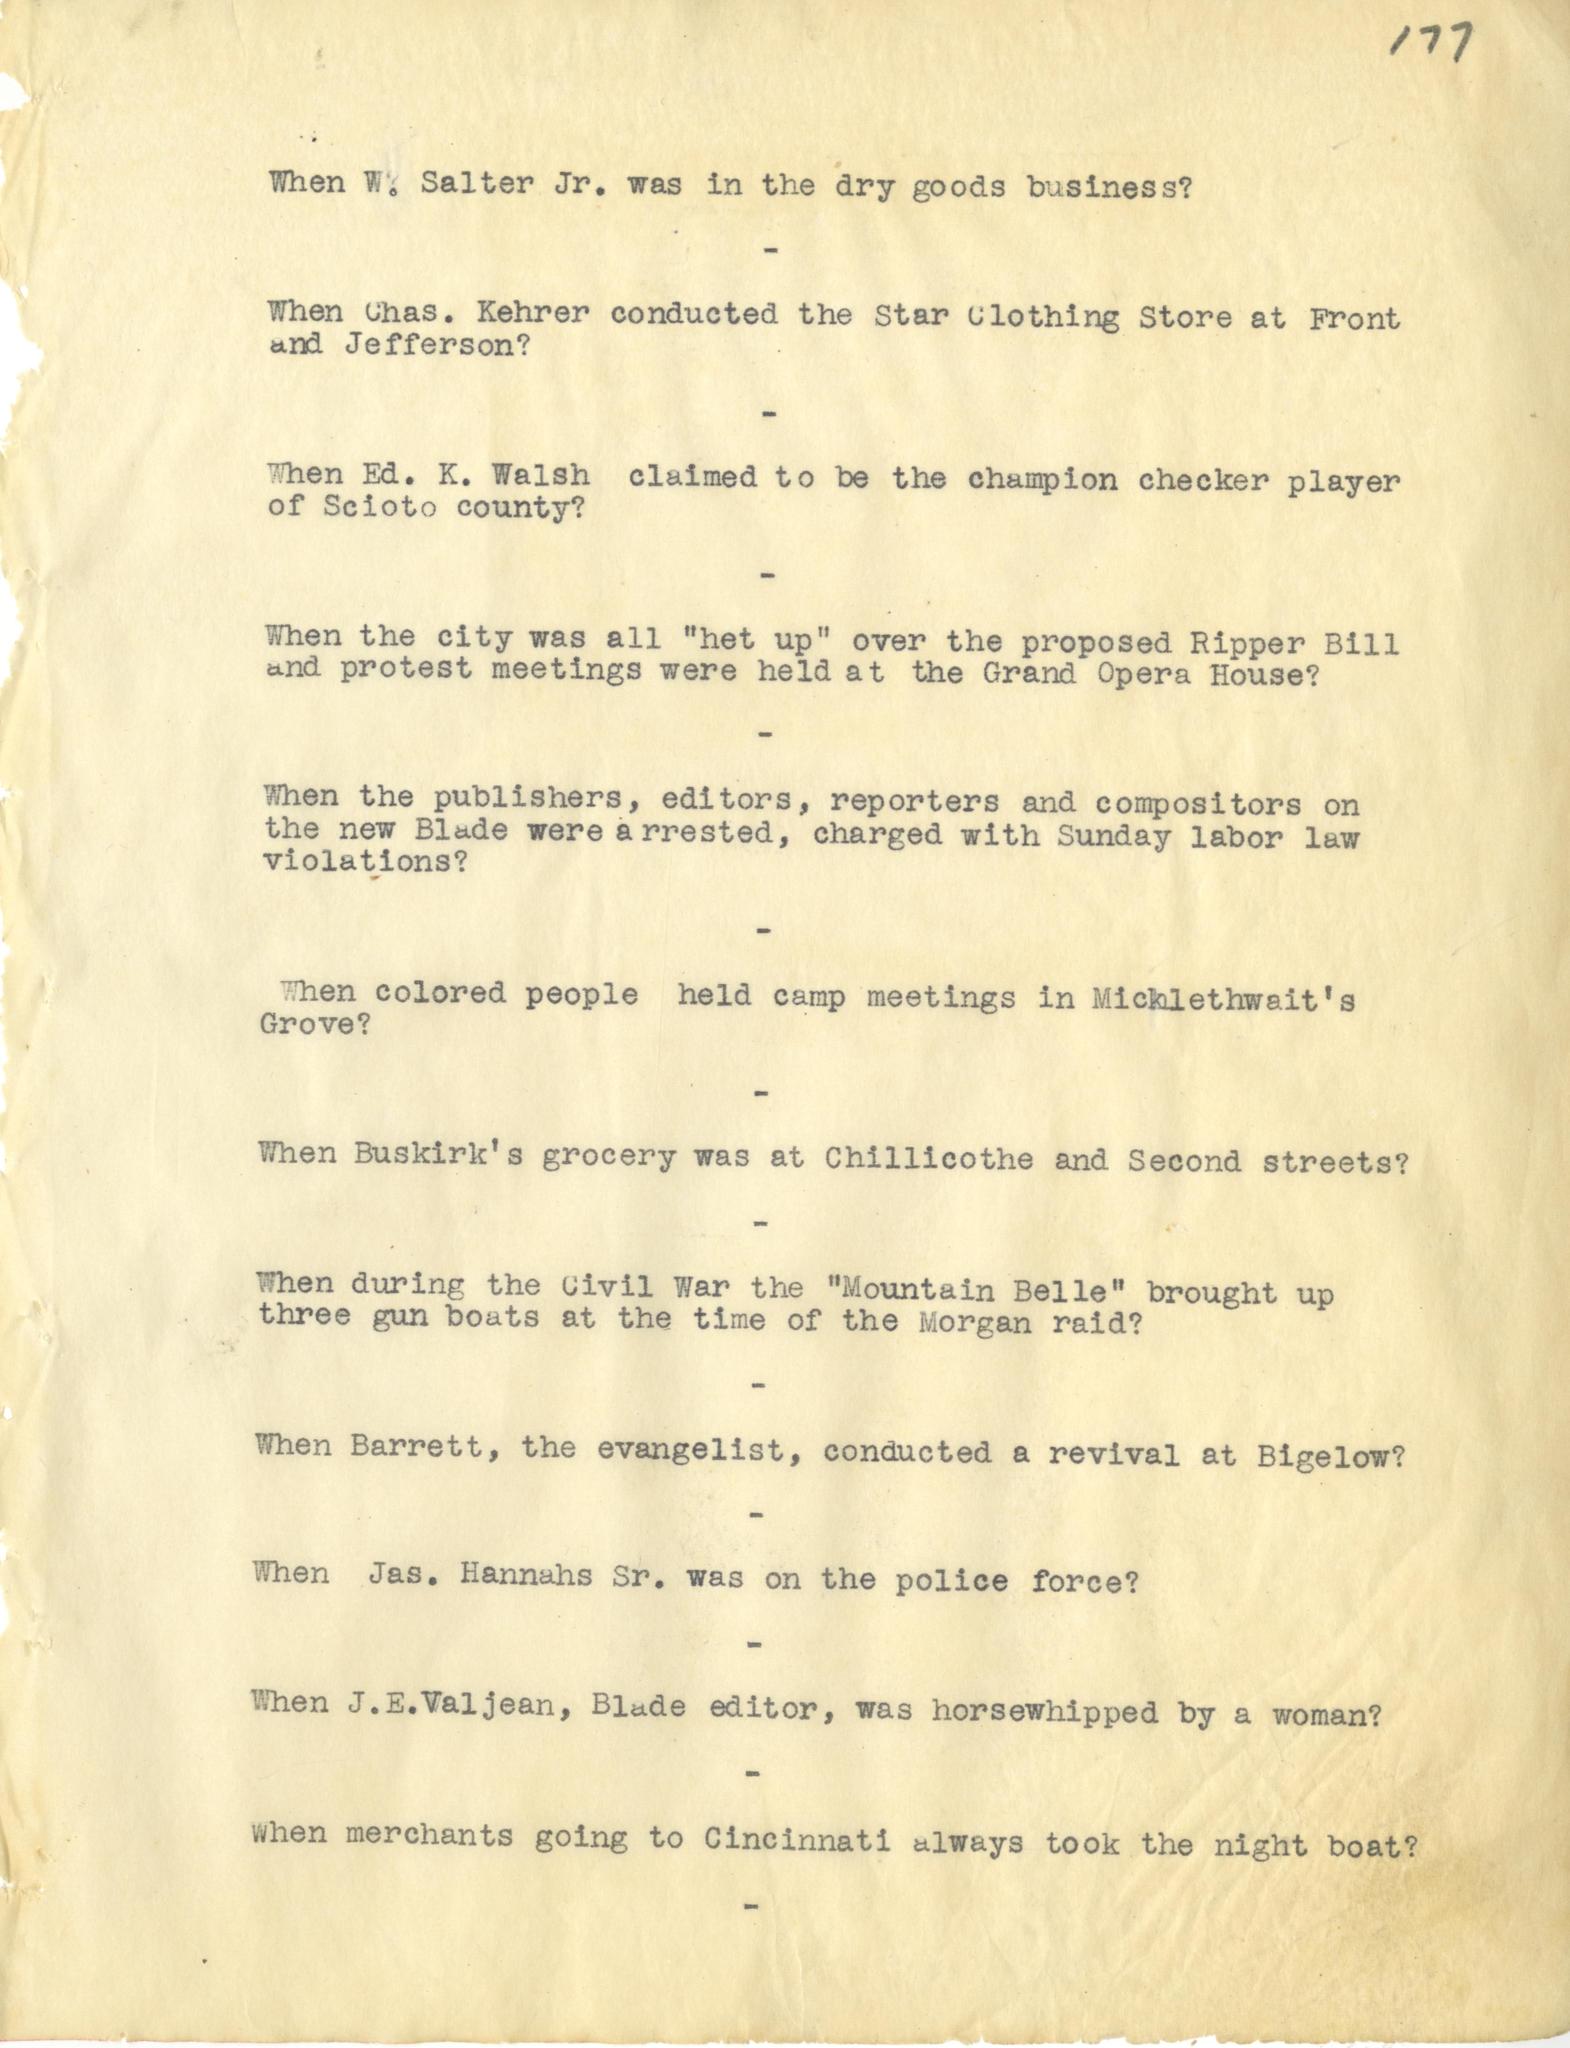 177
When W. Salter Jr. was in the dry goods business?
-
When Chas. Kehrer conducted the Star Clothing Store at Front
and Jefferson?
-
When Ed. K. Walsh claimed to be the champion checker player
of Scioto county?
-
When the city was all "het up" over the proposed Ripper Bill
and protest meetings were held at the Grand Opera House?
-
When the publishers, editors, reporters and compositors on
the new Blade were arrested, charged with Sunday labor law
violations?
-
When colored people held camp meetings in Micklethwait's
Grove?
-
When Buskirk's grocery was at Chillicothe and Second streets?
-
When during the Civil War the "Mountain Belle" brought up
three gun boats at the time of the Morgan raid?
-
When Barrett, the evangelist, conducted a revival at Bigelow?
-
When Jas. Hannahs Sr. was on the police force?
-
When J.E.Valjean, Blade editor, was horsewhipped by a woman?
-
When merchants going to Cincinnati always took the night boat?
-